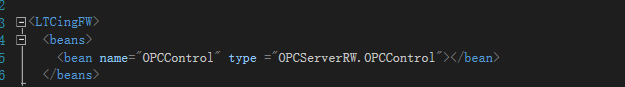 2
3 <LTCingFW>
4 <beans>
5 <bean name="OPCControl" type ="OPCServerRW.OPCControl"></bean>
6 </beans>